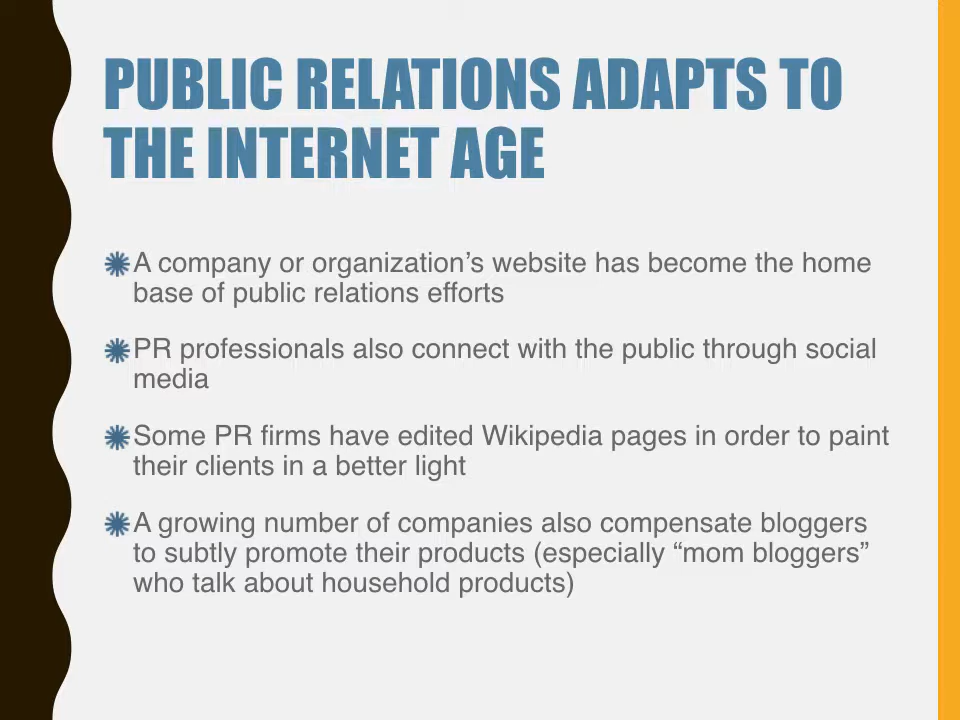 PUBLIC RELATIONS ADAPTS TO
THE INTERNET AGE
A company or organization’s website has become the home
base of public relations efforts
PR professionals also connect with the public through social
media
Some PR firms have edited Wikipedia pages in order to paint
their clients in a better light
A growing number of companies also compensate bloggers
to subtly promote their products (especially “mom bloggers”
who talk about household products)